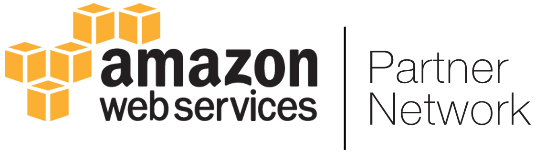 amazon
web services
Partner
Network